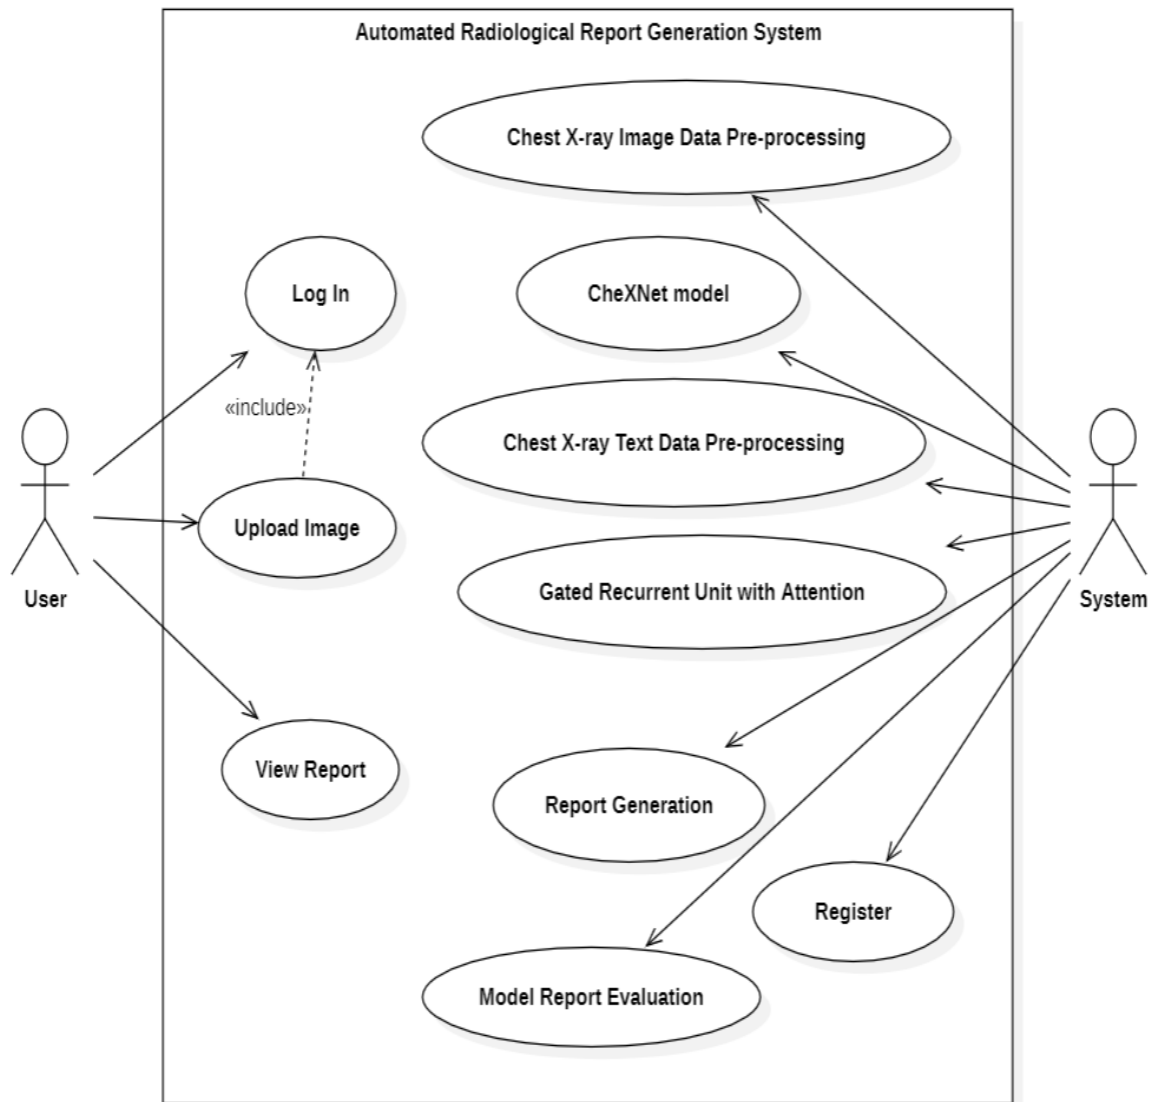 Automated Radiological Report Generation System
Chest X-ray Image Data Pre-processing
Log In
CheXNet model
«include»
Chest X-ray Text Data Pre-processing
Upload Image
Gated Recurrent Unit with Attention
User
System
View Report
Report Generation
Register
Model Report Evaluation